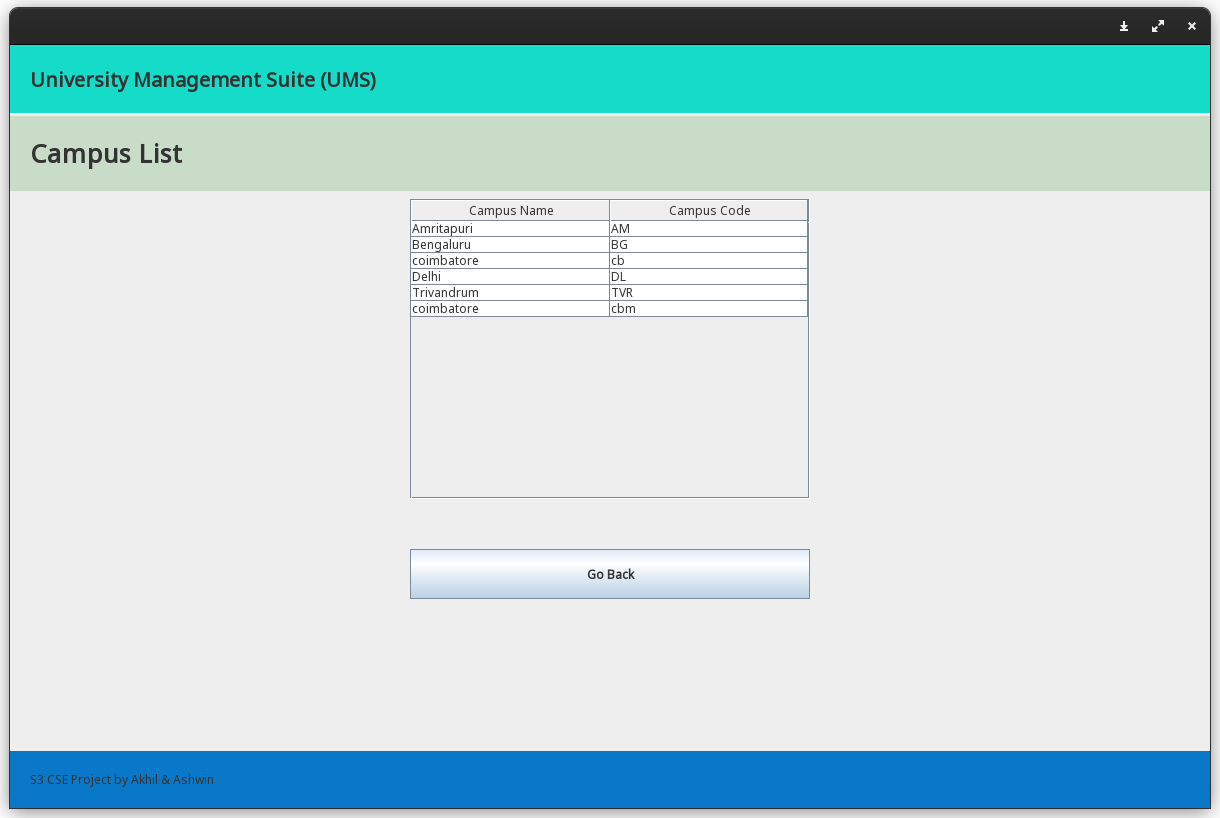 University Management Suite (UMS)
Campus List
Campus Name Campus Code
Amritapuri AM
Bengaluru BG
coimbatore cb
Delhi DL
Trivandrum TVR
coimbatore cbm
Go Back
S3 CSE Project by Akhil & Ashwin